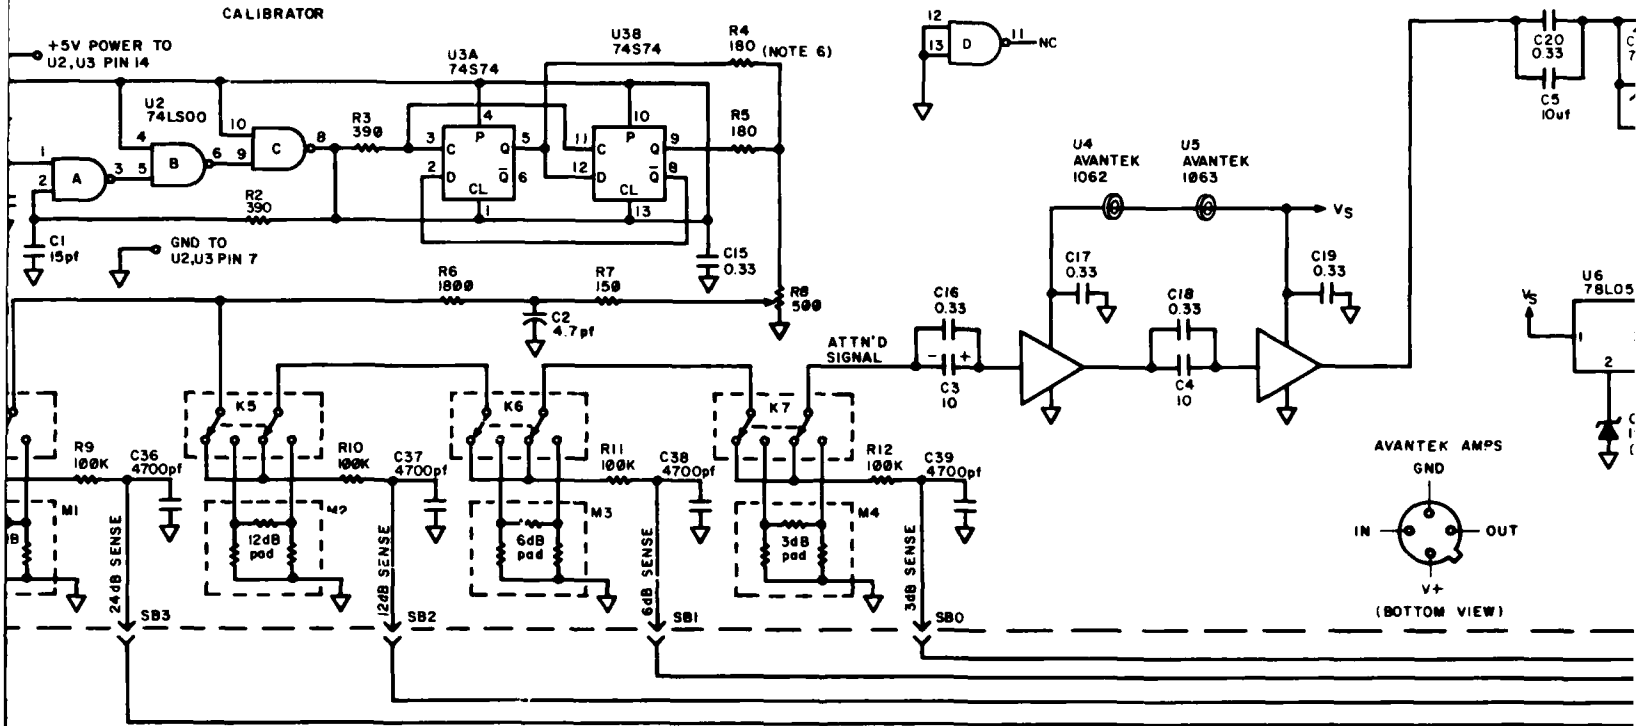 CALIBRATOR
+5V POWER TO
U2,U3 PIN 14
U2
74LS00
1
2
A
3
4
5
B
6
10
9
C
8
R3
390
R2
390
C1
15pf
GND TO
U2,U3 PIN 7
U3A
74S74
4
P
3
C
Q
5
2
D
Q
6
CL
1
U3B
74S74
10
P
11
C
Q
9
12
D
Q
8
CL
13
R4
180
(NOTE 6)
R5
180
C15
0.33
12
13
D
11
NC
C20
0.33
C5
10uf
U4
AVANTEK
1062
U5
AVANTEK
1063
VS
C17
0.33
C19
0.33
R6
1800
R7
150
R8
500
C2
4.7pf
C16
0.33
C18
0.33
ATTN'D
SIGNAL
-
+
C3
10
C4
10
U6
78L05
VS
1
2
K5
K6
K7
R9
100K
C36
4700pf
R10
100K
C37
4700pf
R11
100K
C38
4700pf
R12
100K
C39
4700pf
M1
M2
12dB
pad
M3
6dB
pad
M4
3dB
pad
24dB SENSE
12dB SENSE
6dB SENSE
3dB SENSE
SB3
SB2
SB1
SB0
AVANTEK AMPS
GND
IN
OUT
V+
(BOTTOM VIEW)